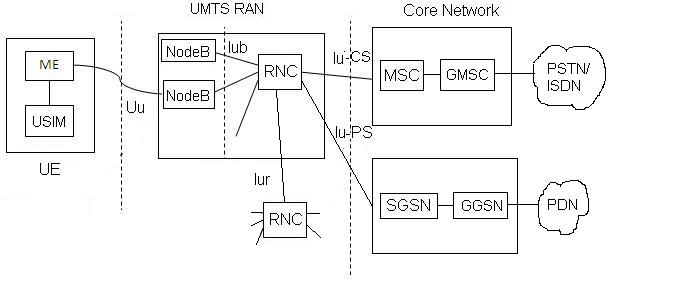 UMTS RAN
Core Network
ME
USIM
UE
Uu
NodeB
NodeB
Iub
RNC
Iur
RNC
Iu-CS
MSC
GMSC
PSTN/
ISDN
Iu-PS
SGSN
GGSN
PDN